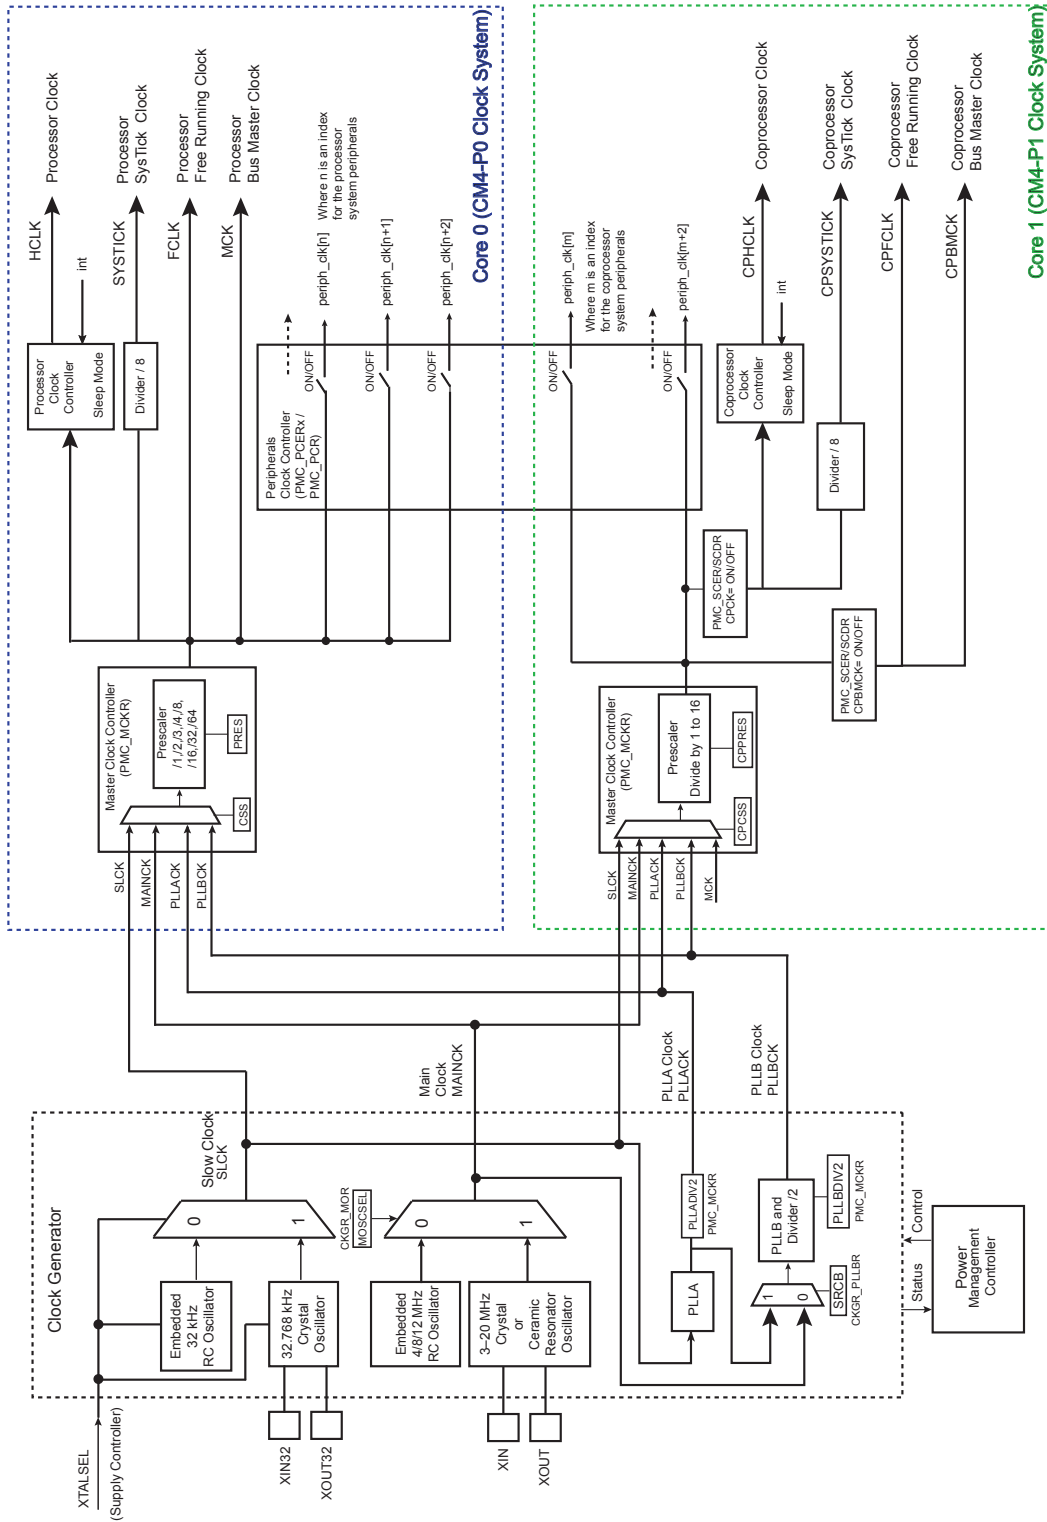 Clock Generator
XTALSEL
(Supply Controller)
Embedded
32 kHz
RC Oscillator
0
1
Slow Clock
SLCK
XIN32
XOUT32
32.768 kHz
Crystal
Oscillator
CKGR_MOR
MOSCSEL
Embedded
4/8/12 MHz
RC Oscillator
0
1
Main
Clock
MAINCK
XIN
XOUT
3–20 MHz
Crystal
or
Ceramic
Resonator
Oscillator
PLLA
PLLADIV2
PMC_MCKR
PLLA Clock
PLLACK
1
0
SRCB
CKGR_PLLBR
PLLB and
Divider /2
PLLBDIV2
PMC_MCKR
PLLB Clock
PLLBCK
Status
Control
Power
Management
Controller
SLCK
MAINCK
PLLACK
PLLBCK
Master Clock Controller
(PMC_MCKR)
Prescaler
/1,/2,/3,/4,/8,
/16,/32,/64
CSS
PRES
Processor
Clock
Controller
Sleep Mode
int
HCLK
Processor Clock
Divider / 8
SYSTICK
Processor
SysTick Clock
FCLK
Processor
Free Running Clock
MCK
Processor
Bus Master Clock
Peripherals
Clock Controller
(PMC_PCERx /
PMC_PCR)
ON/OFF
periph_clk[n]
Where n is an index
for the processor
system peripherals
ON/OFF
periph_clk[n+1]
ON/OFF
periph_clk[n+2]
Core 0 (CM4-P0 Clock System)
SLCK
MAINCK
PLLACK
PLLBCK
MCK
Master Clock Controller
(PMC_MCKR)
Prescaler
Divide by 1 to 16
CPCSS
CPPRES
ON/OFF
periph_clk[m]
Where m is an index
for the coprocessor
system peripherals
ON/OFF
periph_clk[m+2]
PMC_SCER/SCDR
CPCK= ON/OFF
Coprocessor
Clock
Controller
Sleep Mode
int
CPHCLK
Coprocessor Clock
Divider / 8
CPSYSTICK
Coprocessor
SysTick Clock
PMC_SCER/SCDR
CPBMCK= ON/OFF
CPFCLK
Coprocessor
Free Running Clock
CPBMCK
Coprocessor
Bus Master Clock
Core 1 (CM4-P1 Clock System)